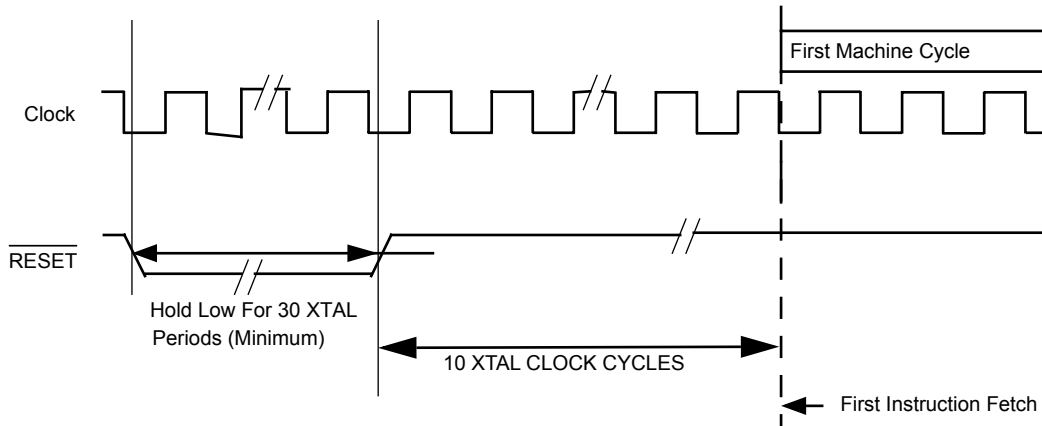 First Machine Cycle
Clock
RESET
Hold Low For 30 XTAL
Periods (Minimum)
10 XTAL CLOCK CYCLES
First Instruction Fetch